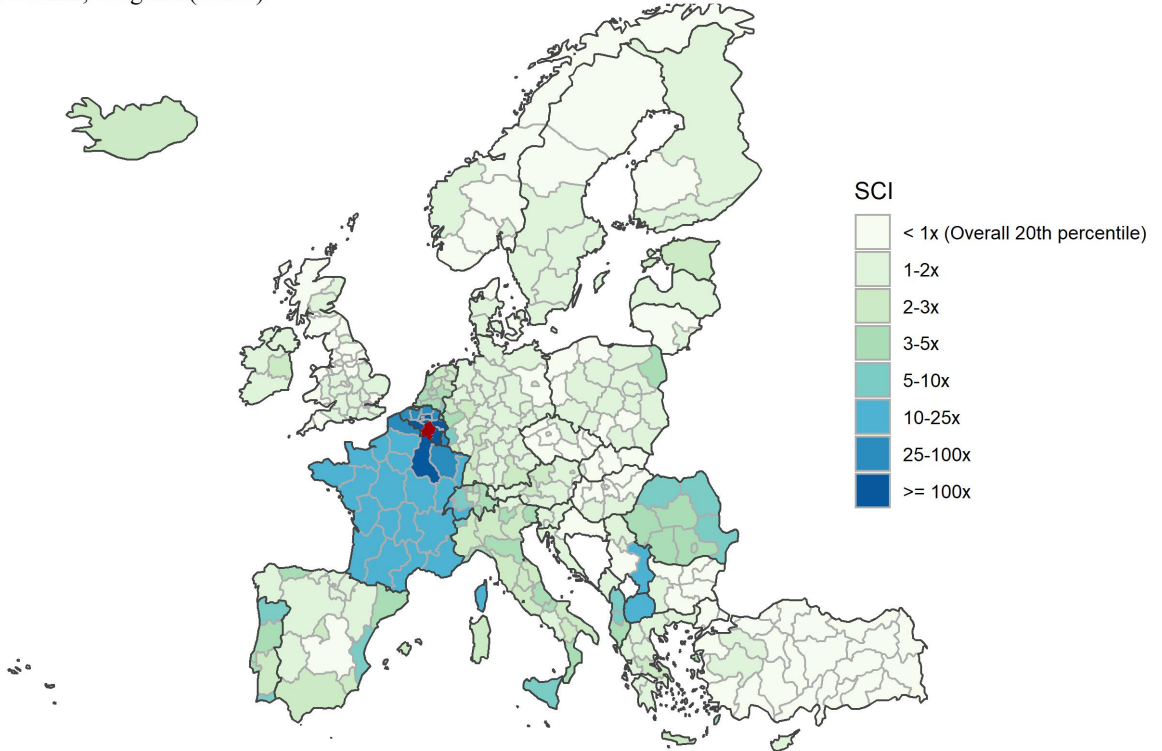 SCI
< 1x (Overall 20th percentile)
1-2x
2-3x
3-5x
5-10x
10-25x
25-100x
>= 100x